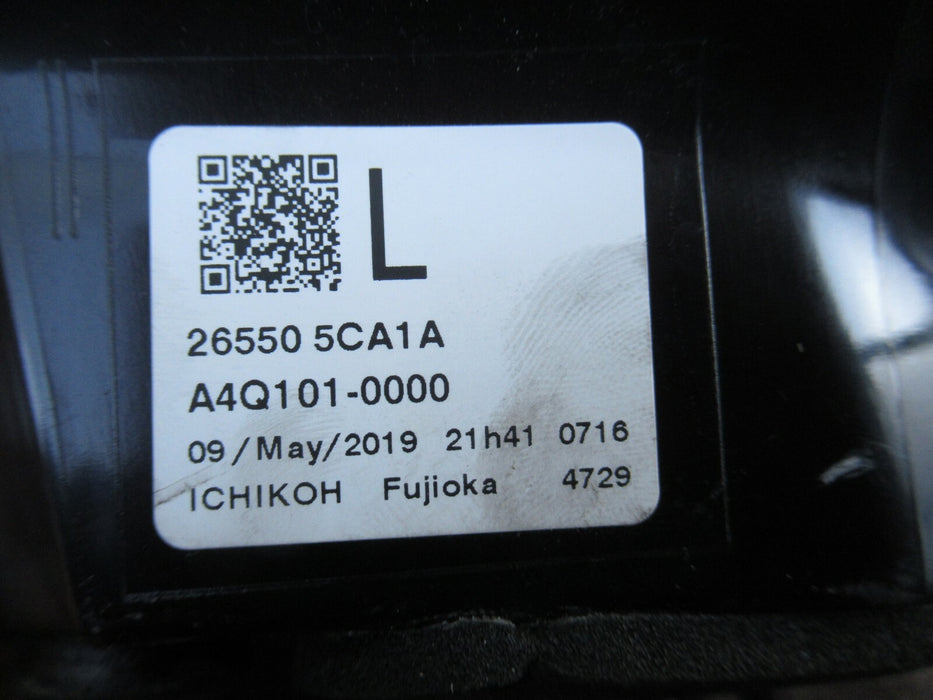 L
26550 5CA1A
A4Q101-0000
09/May/2019 21h41 0716
ICHIKOH Fujioka 4729